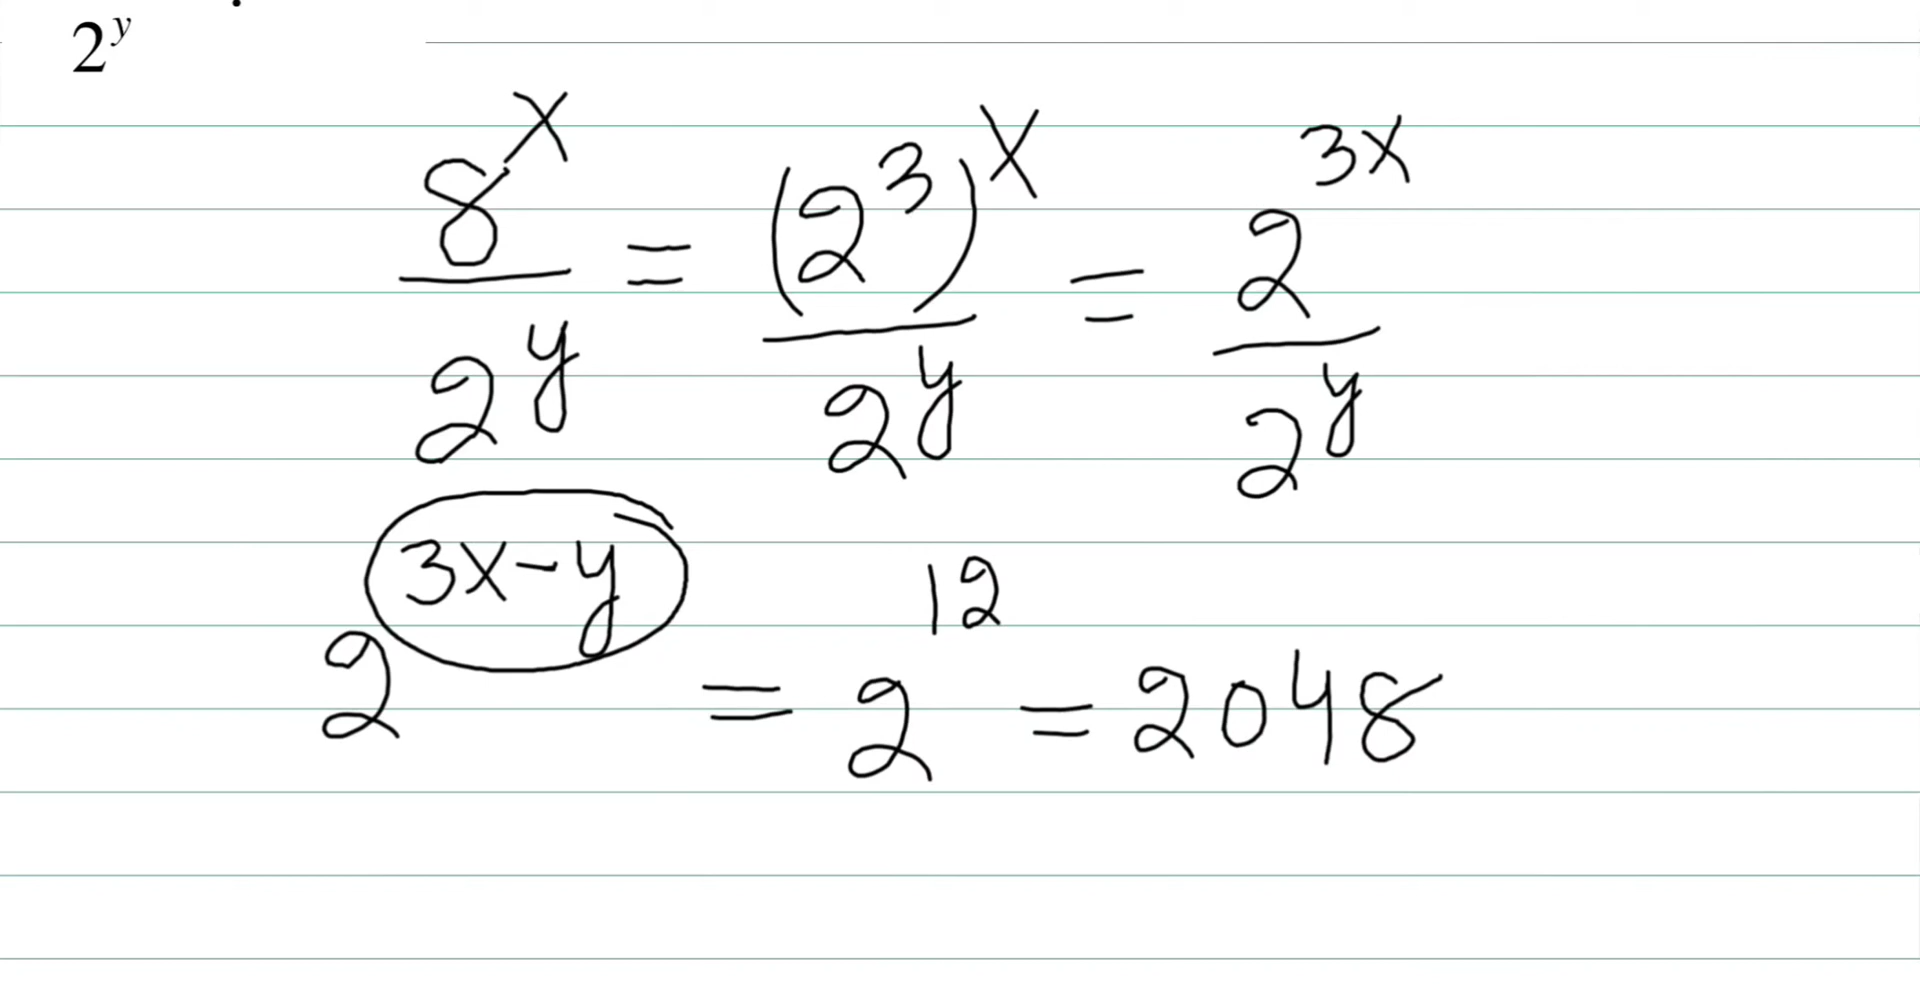 2^y
8^x/2^y = (2^3)^x/2^y = 2^3x/2^y
2^3x-y = 2^12 = 2048